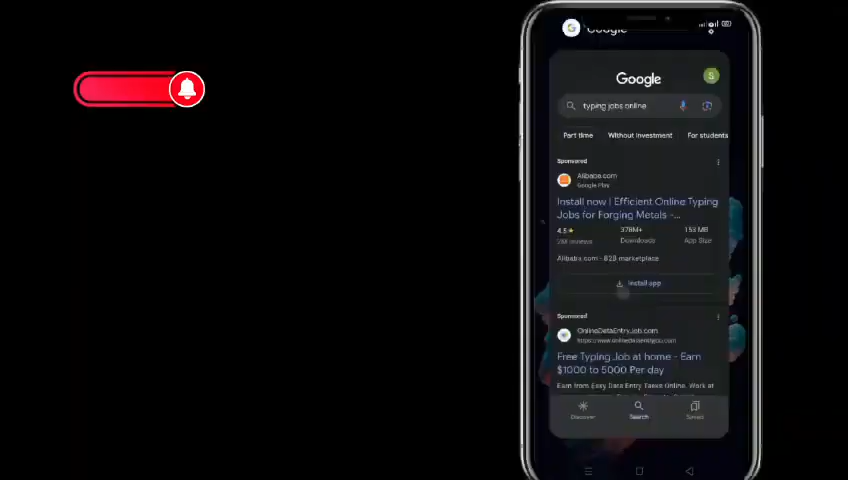 Google
Google
S
typing jobs online
Part time Without investment For students
Sponsored
Alibaba.com
Google Play
Install now | Efficient Online Typing
Jobs for Forging Metals -...
4.5★ 378M+ 153 MB
reviews Downloads App Size
Alibaba.com - B2B marketplace
Install app
Sponsored
OnlineDataEntryJob.com
Free Typing Job at home - Earn
$1000 to 5000 Per day
Earn from Easy Data Entry Tasks Online. Work at
Discover Search Saved